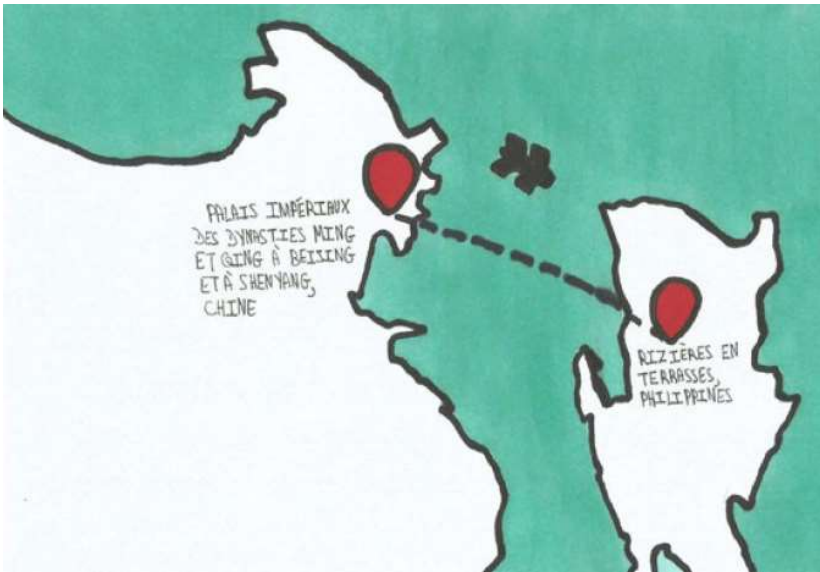 PALAIS IMPÉRIAUX
DES DYNASTIES MING
ET QING À BEIJING
ET À SHENYANG,
CHINE
RIZIÈRES EN
TERRASSES,
PHILIPPINES